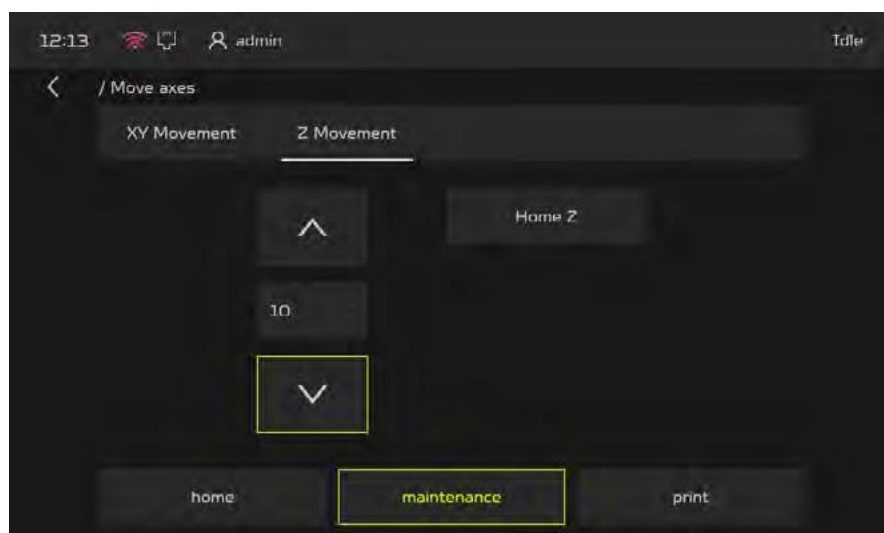 12:13 admin Idle
/ Move axes
XY Movement Z Movement
Home Z
10
home maintenance print